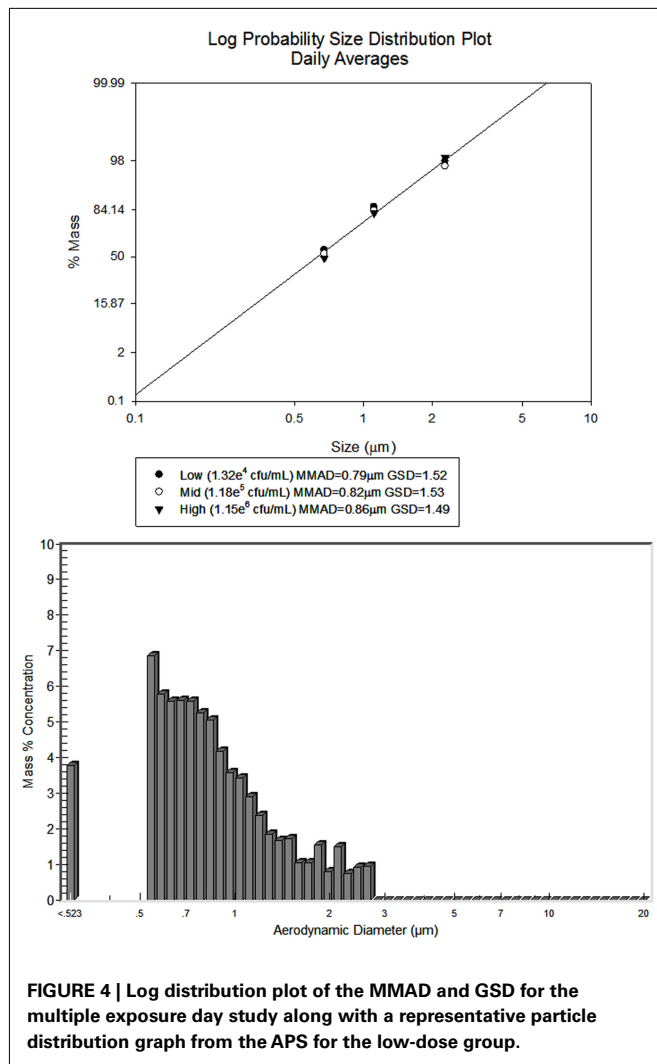 Log Probability Size Distribution Plot
Daily Averages
99.99
98
84.14
50
15.87
2
0.1
% Mass
0.1 0.5 1 2 5 10
Size (µm)
Low (1.32e⁴ cfu/mL) MMAD=0.79µm GSD=1.52
Mid (1.18e⁵ cfu/mL) MMAD=0.82µm GSD=1.53
High (1.15e⁶ cfu/mL) MMAD=0.86µm GSD=1.49
10
9
8
7
6
5
4
3
2
1
0
Mass % Concentration
<.523 .5 .7 1 2 3 5 7 10 20
Aerodynamic Diameter (µm)
FIGURE 4 | Log distribution plot of the MMAD and GSD for the
multiple exposure day study along with a representative particle
distribution graph from the APS for the low-dose group.